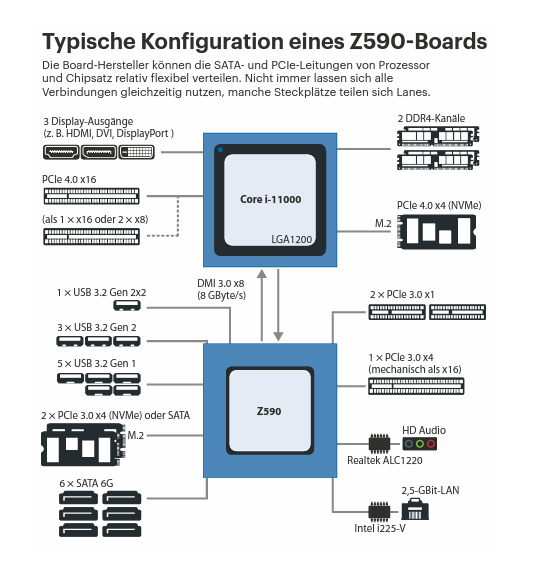 Typische Konfiguration eines Z590-Boards
Die Board-Hersteller können die SATA- und PCIe-Leitungen von Prozessor
und Chipsatz relativ flexibel verteilen. Nicht immer lassen sich alle
Verbindungen gleichzeitig nutzen, manche Steckplätze teilen sich Lanes.
3 Display-Ausgänge
(z. B. HDMI, DVI, DisplayPort )
2 DDR4-Kanäle
PCIe 4.0 x16
(als 1 × x16 oder 2 × x8)
Core i-11000
LGA1200
PCIe 4.0 x4 (NVMe)
M.2
DMI 3.0 x8
(8 GByte/s)
1 × USB 3.2 Gen 2x2
3 × USB 3.2 Gen 2
5 × USB 3.2 Gen 1
2 × PCIe 3.0 x4 (NVMe) oder SATA
M.2
6 × SATA 6G
Z590
2 × PCIe 3.0 x1
1 × PCIe 3.0 x4
(mechanisch als x16)
HD Audio
Realtek ALC1220
2,5-GBit-LAN
Intel i225-V